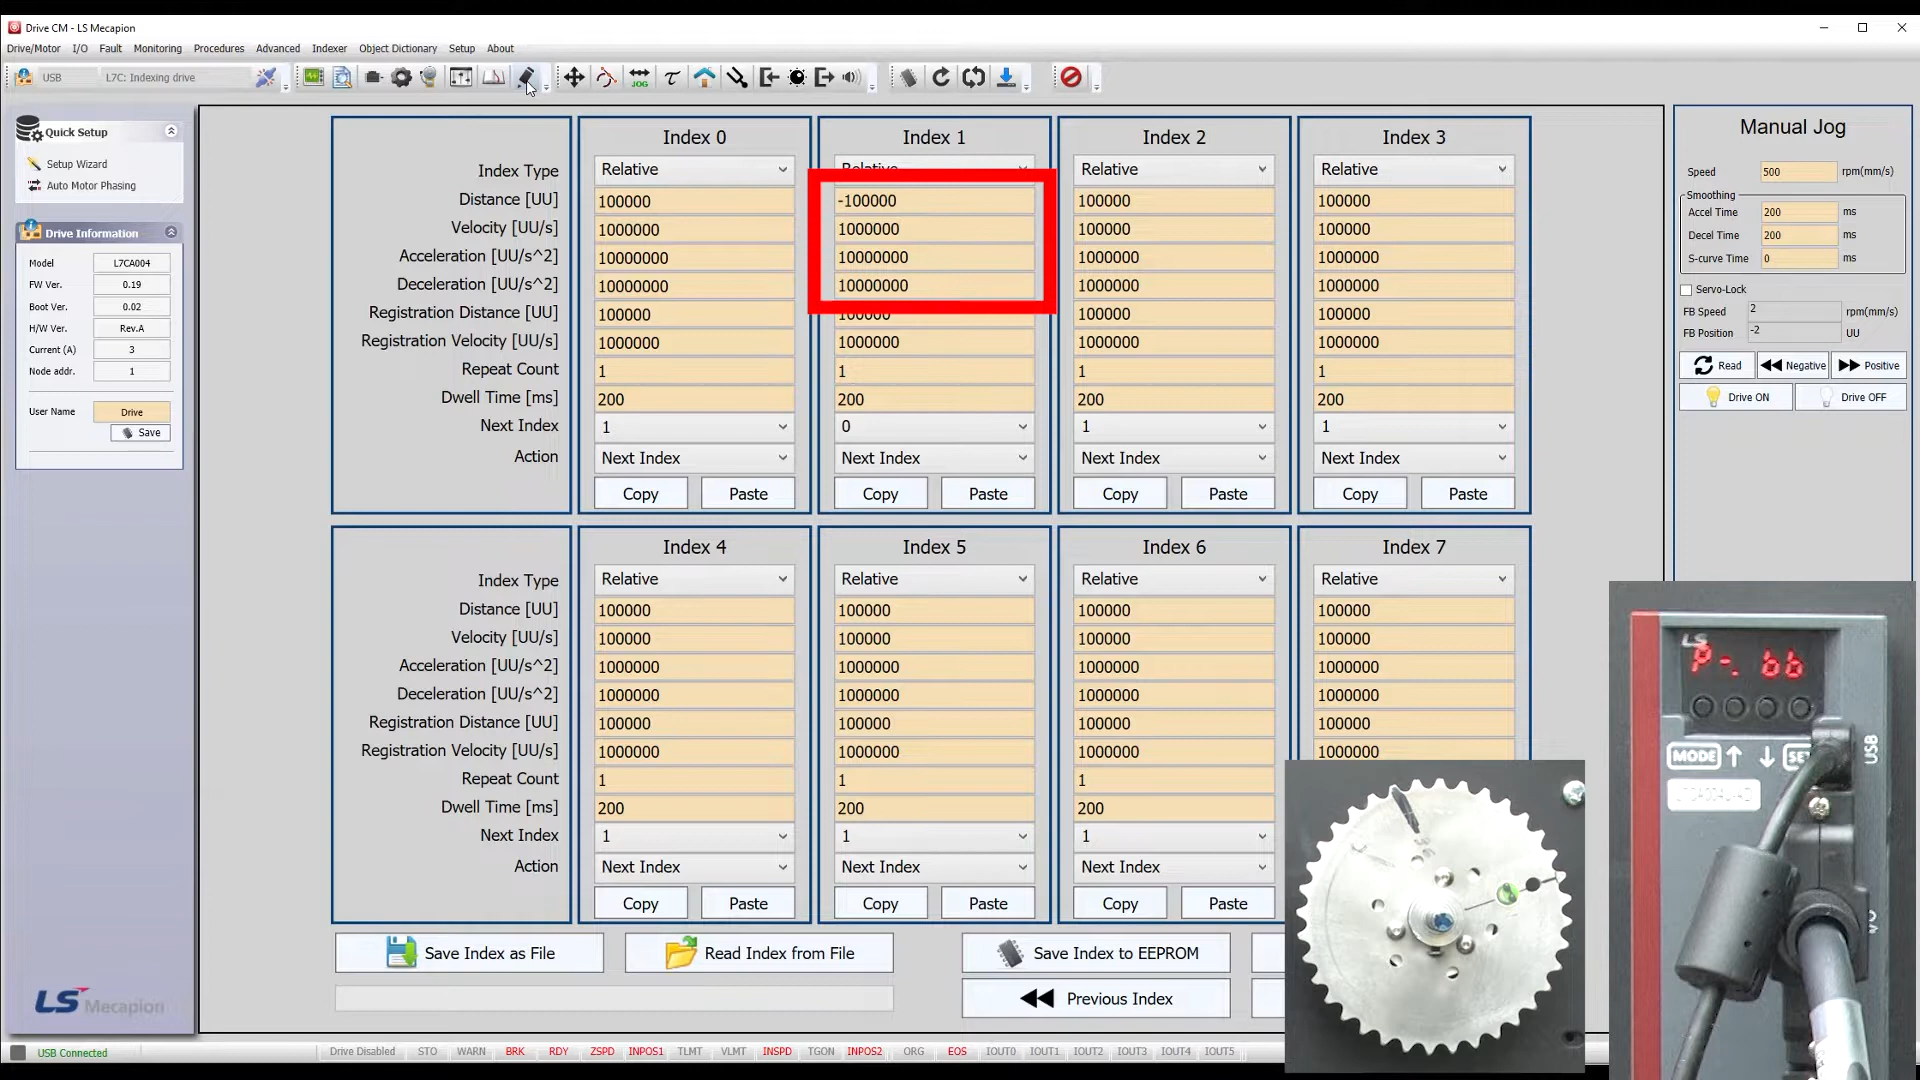 Drive CM - LS Mecapion
Drive/Motor I/O Fault Monitoring Procedures Advanced Indexer Object Dictionary Setup About
USB L7C: Indexing drive JOG
Quick Setup
Setup Wizard
Auto Motor Phasing
Drive Information
Model L7CA004
FW Ver. 0.19
Boot Ver. 0.02
H/W Ver. Rev.A
Current (A) 3
Node addr. 1
User Name Drive
Save
LS Mecapion
Index 0 Index 1 Index 2 Index 3
Index Type Relative Relative Relative Relative
Distance [UU] 100000 -100000 100000 100000
Velocity [UU/s] 1000000 1000000 1000000 1000000
Acceleration [UU/s^2] 10000000 10000000 1000000 1000000
Deceleration [UU/s^2] 10000000 10000000 1000000 1000000
Registration Distance [UU] 100000 100000 100000 100000
Registration Velocity [UU/s] 1000000 1000000 1000000 1000000
Repeat Count 1 1 1 1
Dwell Time [ms] 200 200 200 200
Next Index 1 0 1 1
Action Next Index Next Index Next Index Next Index
Copy Paste Copy Paste Copy Paste Copy Paste
Index 4 Index 5 Index 6 Index 7
Index Type Relative Relative Relative Relative
Distance [UU] 100000 100000 100000 100000
Velocity [UU/s] 1000000 1000000 1000000 1000000
Acceleration [UU/s^2] 1000000 1000000 1000000 1000000
Deceleration [UU/s^2] 1000000 1000000 1000000 1000000
Registration Distance [UU] 100000 100000 100000 100000
Registration Velocity [UU/s] 1000000 1000000 1000000 1000000
Repeat Count 1 1 1
Dwell Time [ms] 200 200 200
Next Index 1 1 1
Action Next Index Next Index Next Index
Copy Paste Copy Paste Copy Paste
Save Index as File Read Index from File Save Index to EEPROM
Previous Index
Manual Jog
Speed 500 rpm(mm/s)
Smoothing
Accel Time 200 ms
Decel Time 200 ms
S-curve Time 0 ms
Servo-Lock
FB Speed 2 rpm(mm/s)
FB Position -2 UU
Read Negative Positive
Drive ON Drive OFF
LS
P-. bb
MODE
USB
USB Connected Drive Disabled STO WARN BRK RDY ZSPD INPOS1 TLMT VLMT INSPD TGON INPOS2 ORG EOS IOUT0 IOUT1 IOUT2 IOUT3 IOUT4 IOUT5